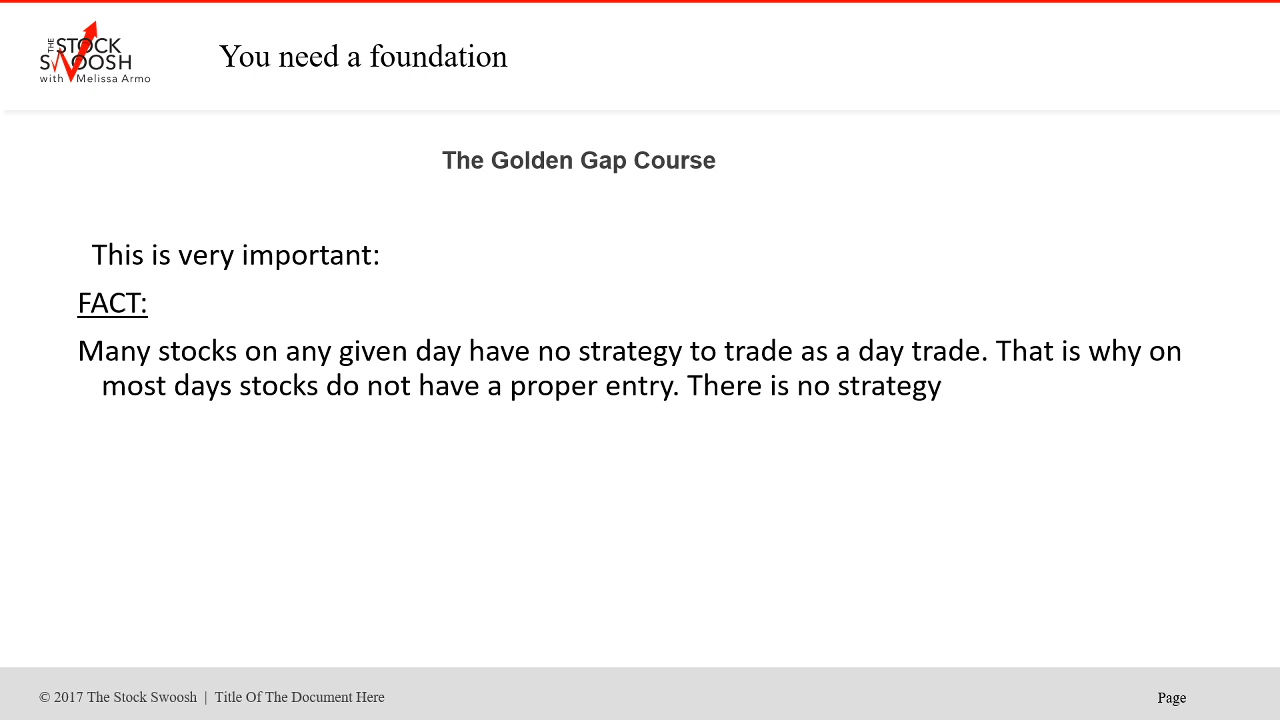 THE
STOCK
SWOOSH
with Melissa Armo
You need a foundation
The Golden Gap Course
This is very important:
FACT:
Many stocks on any given day have no strategy to trade as a day trade. That is why on
most days stocks do not have a proper entry. There is no strategy
© 2017 The Stock Swoosh | Title Of The Document Here
Page